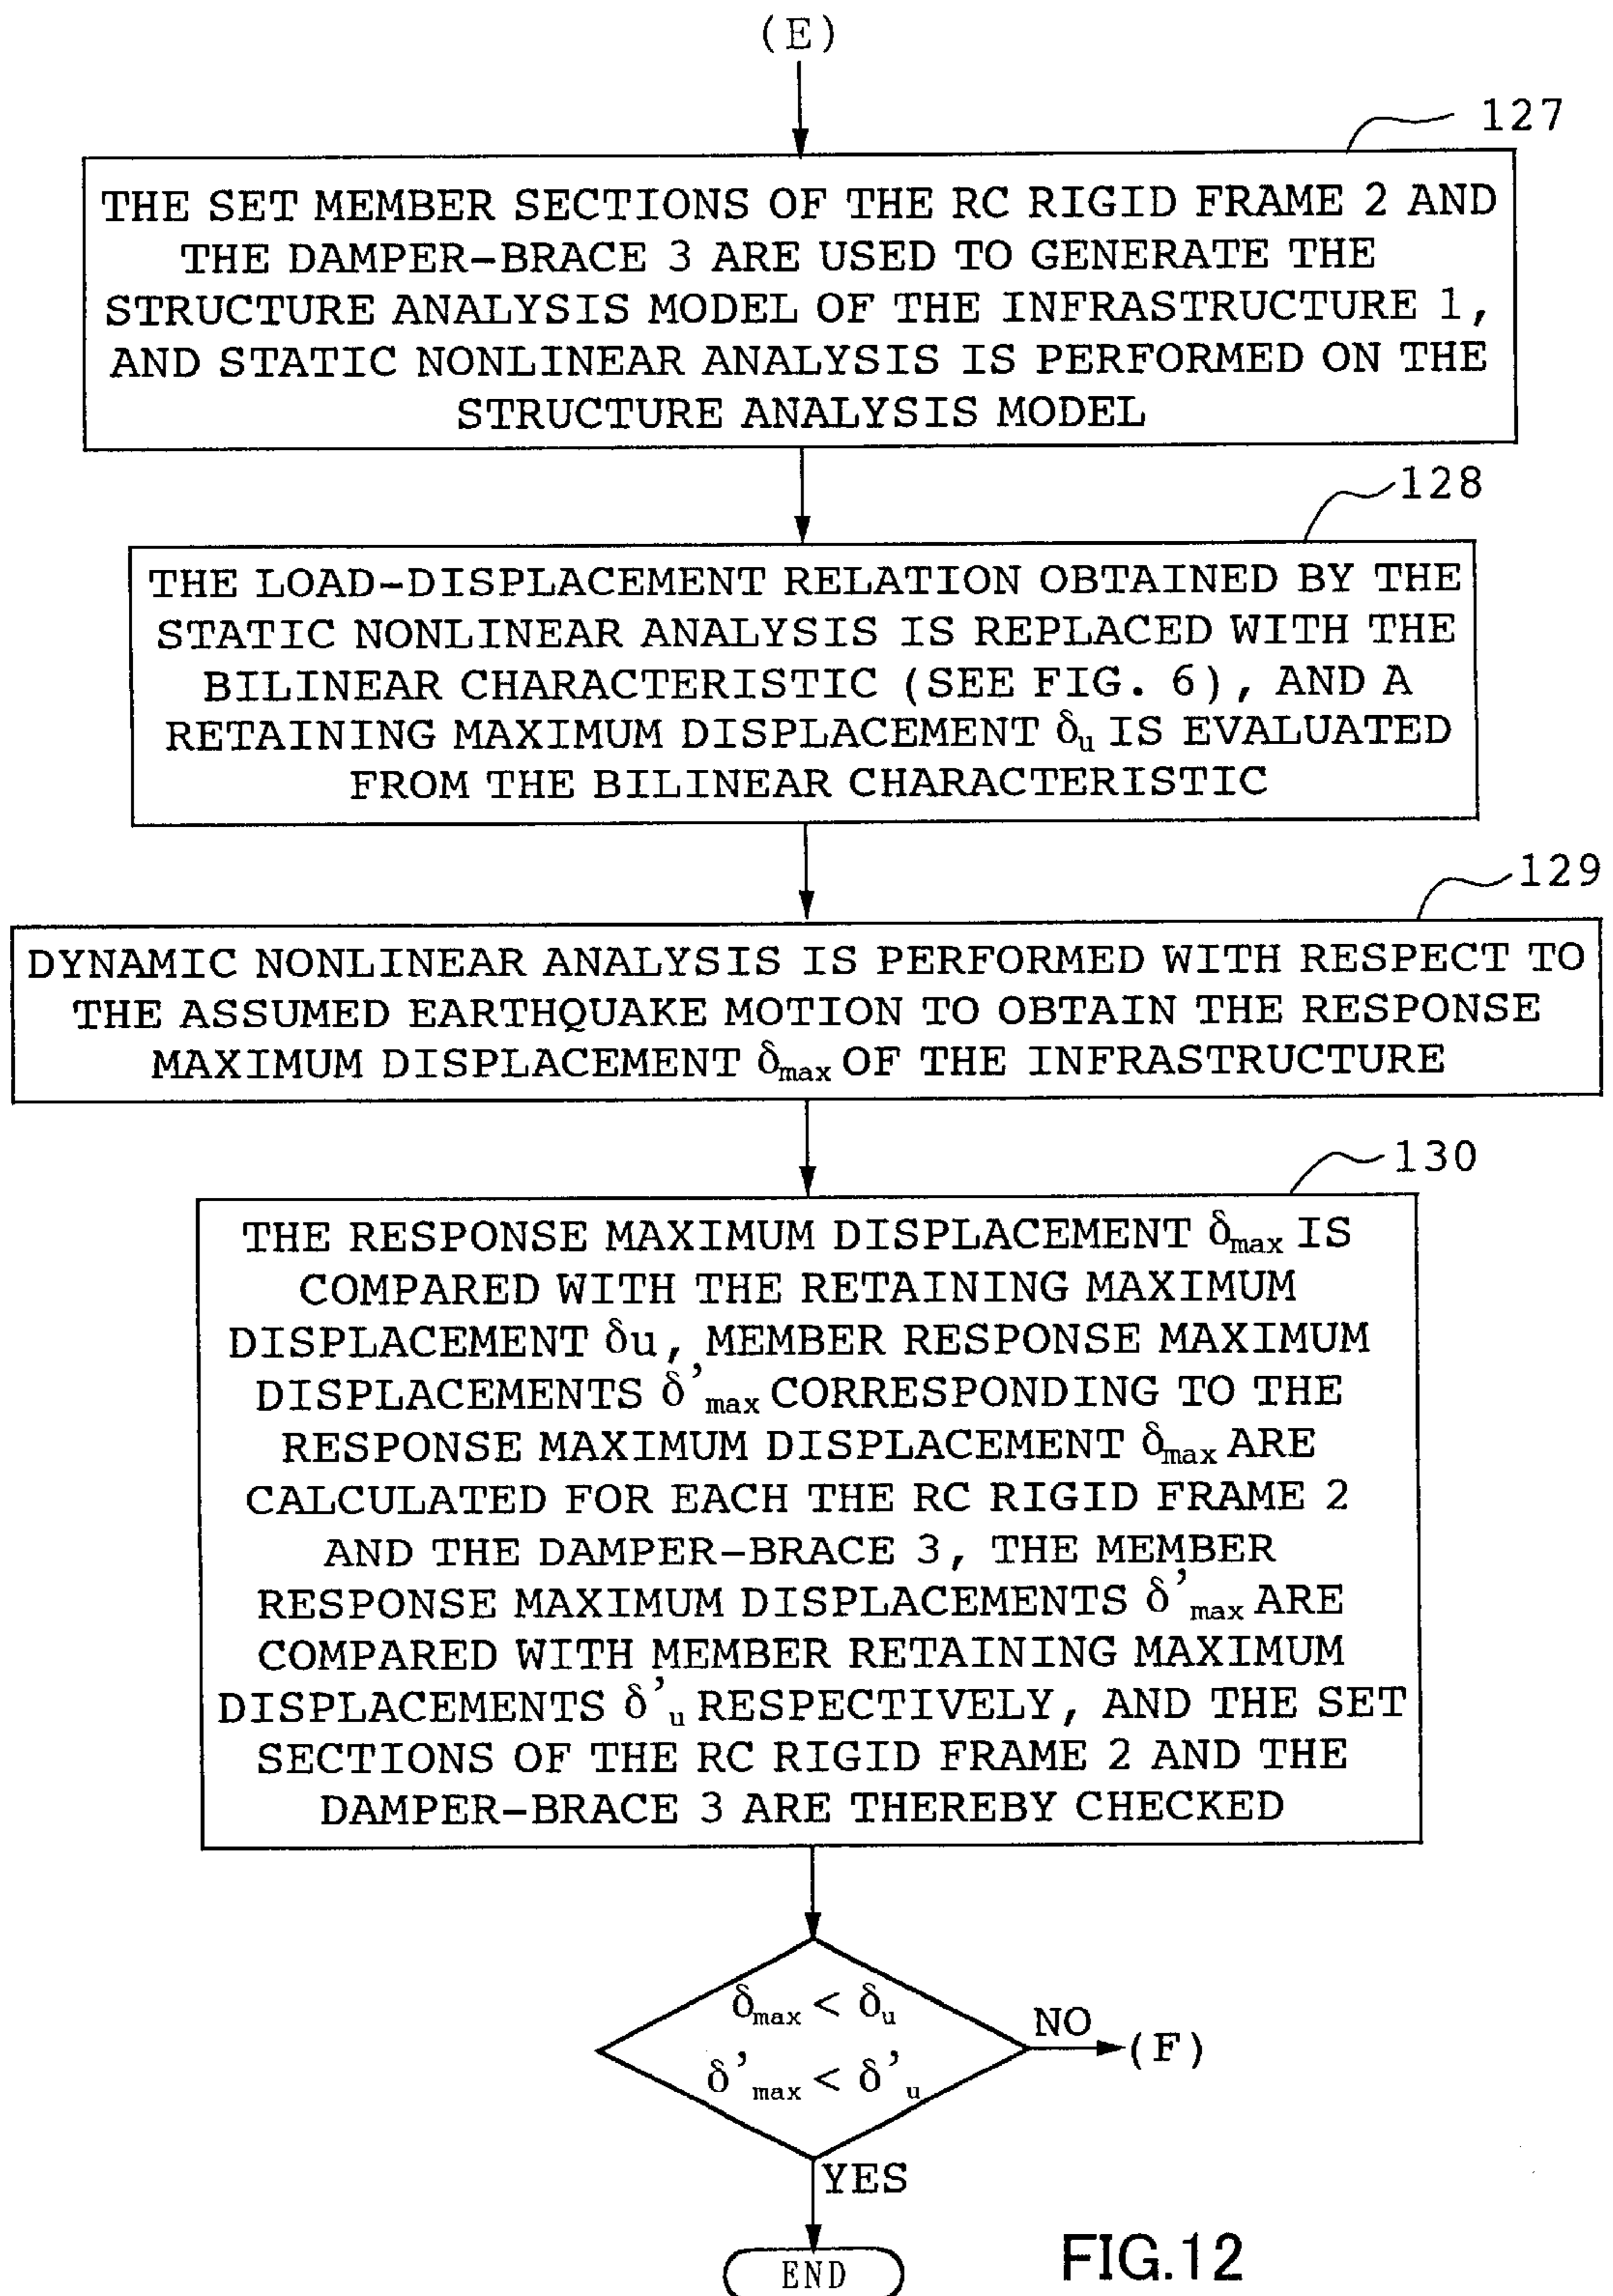 (E)
127
THE SET MEMBER SECTIONS OF THE RC RIGID FRAME 2 AND
THE DAMPER-BRACE 3 ARE USED TO GENERATE THE
STRUCTURE ANALYSIS MODEL OF THE INFRASTRUCTURE 1,
AND STATIC NONLINEAR ANALYSIS IS PERFORMED ON THE
STRUCTURE ANALYSIS MODEL
128
THE LOAD-DISPLACEMENT RELATION OBTAINED BY THE
STATIC NONLINEAR ANALYSIS IS REPLACED WITH THE
BILINEAR CHARACTERISTIC (SEE FIG. 6), AND A
RETAINING MAXIMUM DISPLACEMENT δu IS EVALUATED
FROM THE BILINEAR CHARACTERISTIC
129
DYNAMIC NONLINEAR ANALYSIS IS PERFORMED WITH RESPECT TO
THE ASSUMED EARTHQUAKE MOTION TO OBTAIN THE RESPONSE
MAXIMUM DISPLACEMENT δmax OF THE INFRASTRUCTURE
130
THE RESPONSE MAXIMUM DISPLACEMENT δmax IS
COMPARED WITH THE RETAINING MAXIMUM
DISPLACEMENT δu, MEMBER RESPONSE MAXIMUM
DISPLACEMENTS δ'max CORRESPONDING TO THE
RESPONSE MAXIMUM DISPLACEMENT δmax ARE
CALCULATED FOR EACH THE RC RIGID FRAME 2
AND THE DAMPER-BRACE 3, THE MEMBER
RESPONSE MAXIMUM DISPLACEMENTS δ'max ARE
COMPARED WITH MEMBER RETAINING MAXIMUM
DISPLACEMENTS δ'u RESPECTIVELY, AND THE SET
SECTIONS OF THE RC RIGID FRAME 2 AND THE
DAMPER-BRACE 3 ARE THEREBY CHECKED
δmax < δu
δ'max < δ'u
NO
(F)
YES
END
FIG.12